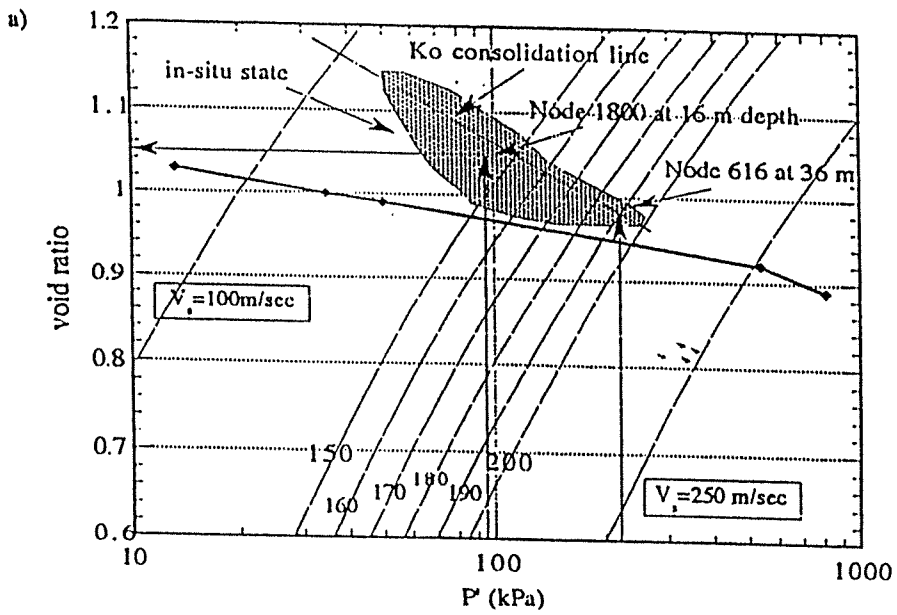 a)
1.2
Ko consolidation line
in-situ state
1.1
Node 1800 at 16 m depth
Node 616 at 36 m
1
void ratio
0.9
V s =100m/sec
0.8
0.7
150
200
180
170
190
160
V s =250 m/sec
0.6
10
100
1000
P' (kPa)